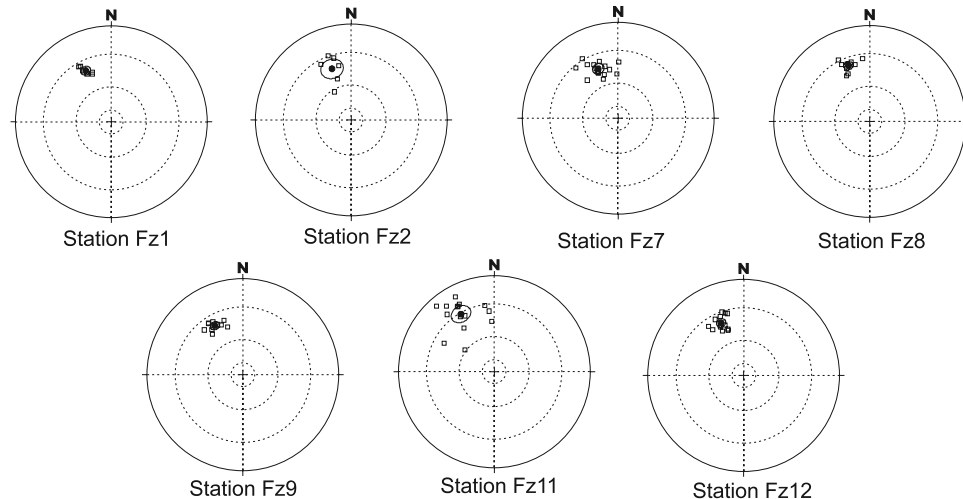 N N N N
Station Fz1 Station Fz2 Station Fz7 Station Fz8
N N N
Station Fz9 Station Fz11 Station Fz12